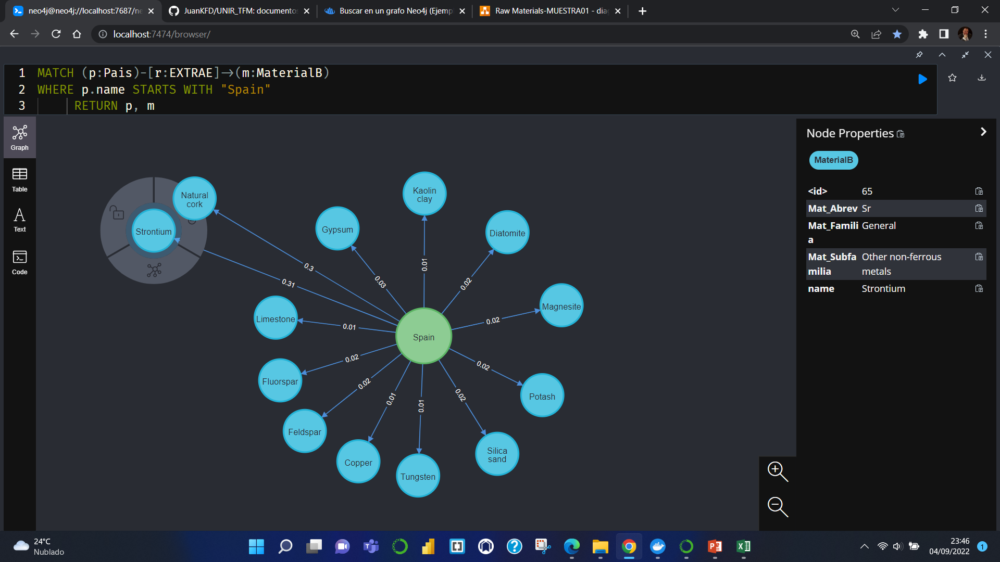 neo4j@neo4j://localhost:7687/ne
JuanKFD/UNIR_TFM: documento
Buscar en un grafo Neo4j (Ejemp
Raw Materials-MUESTRA01 - dia
localhost:7474/browser/
1 MATCH (p:Pais)-[r:EXTRAE]->(m:MaterialB)
2 WHERE p.name STARTS WITH "Spain"
3 RETURN p, m
Graph
Table
Text
Code
Natural
cork
Strontium
Kaolin
clay
Gypsum
Diatomite
Magnesite
Limestone
Spain
Fluorspar
Potash
Feldspar
Silica
sand
Copper
Tungsten
0.3
0.31
0.03
0.01
0.02
0.02
0.01
0.02
0.02
0.02
0.01
0.01
0.02
Node Properties
MaterialB
<id> 65
Mat_Abrev Sr
Mat_Famili General
a
Mat_Subfa Other non-ferrous
milia metals
name Strontium
24°C
Nublado
23:46
04/09/2022
1